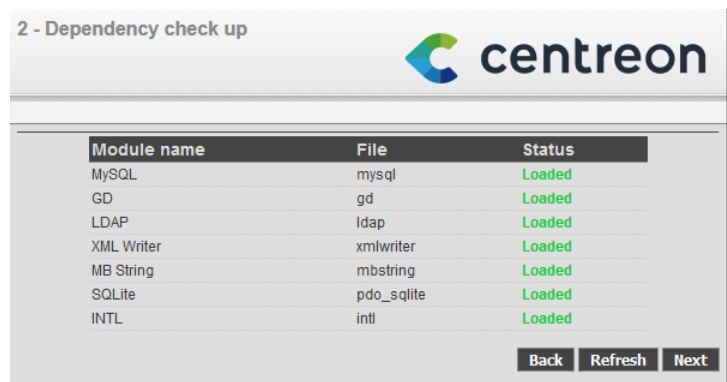 2 - Dependency check up
centreon
Module name File Status
MySQL mysql Loaded
GD gd Loaded
LDAP ldap Loaded
XML Writer xmlwriter Loaded
MB String mbstring Loaded
SQLite pdo_sqlite Loaded
INTL intl Loaded
Back Refresh Next